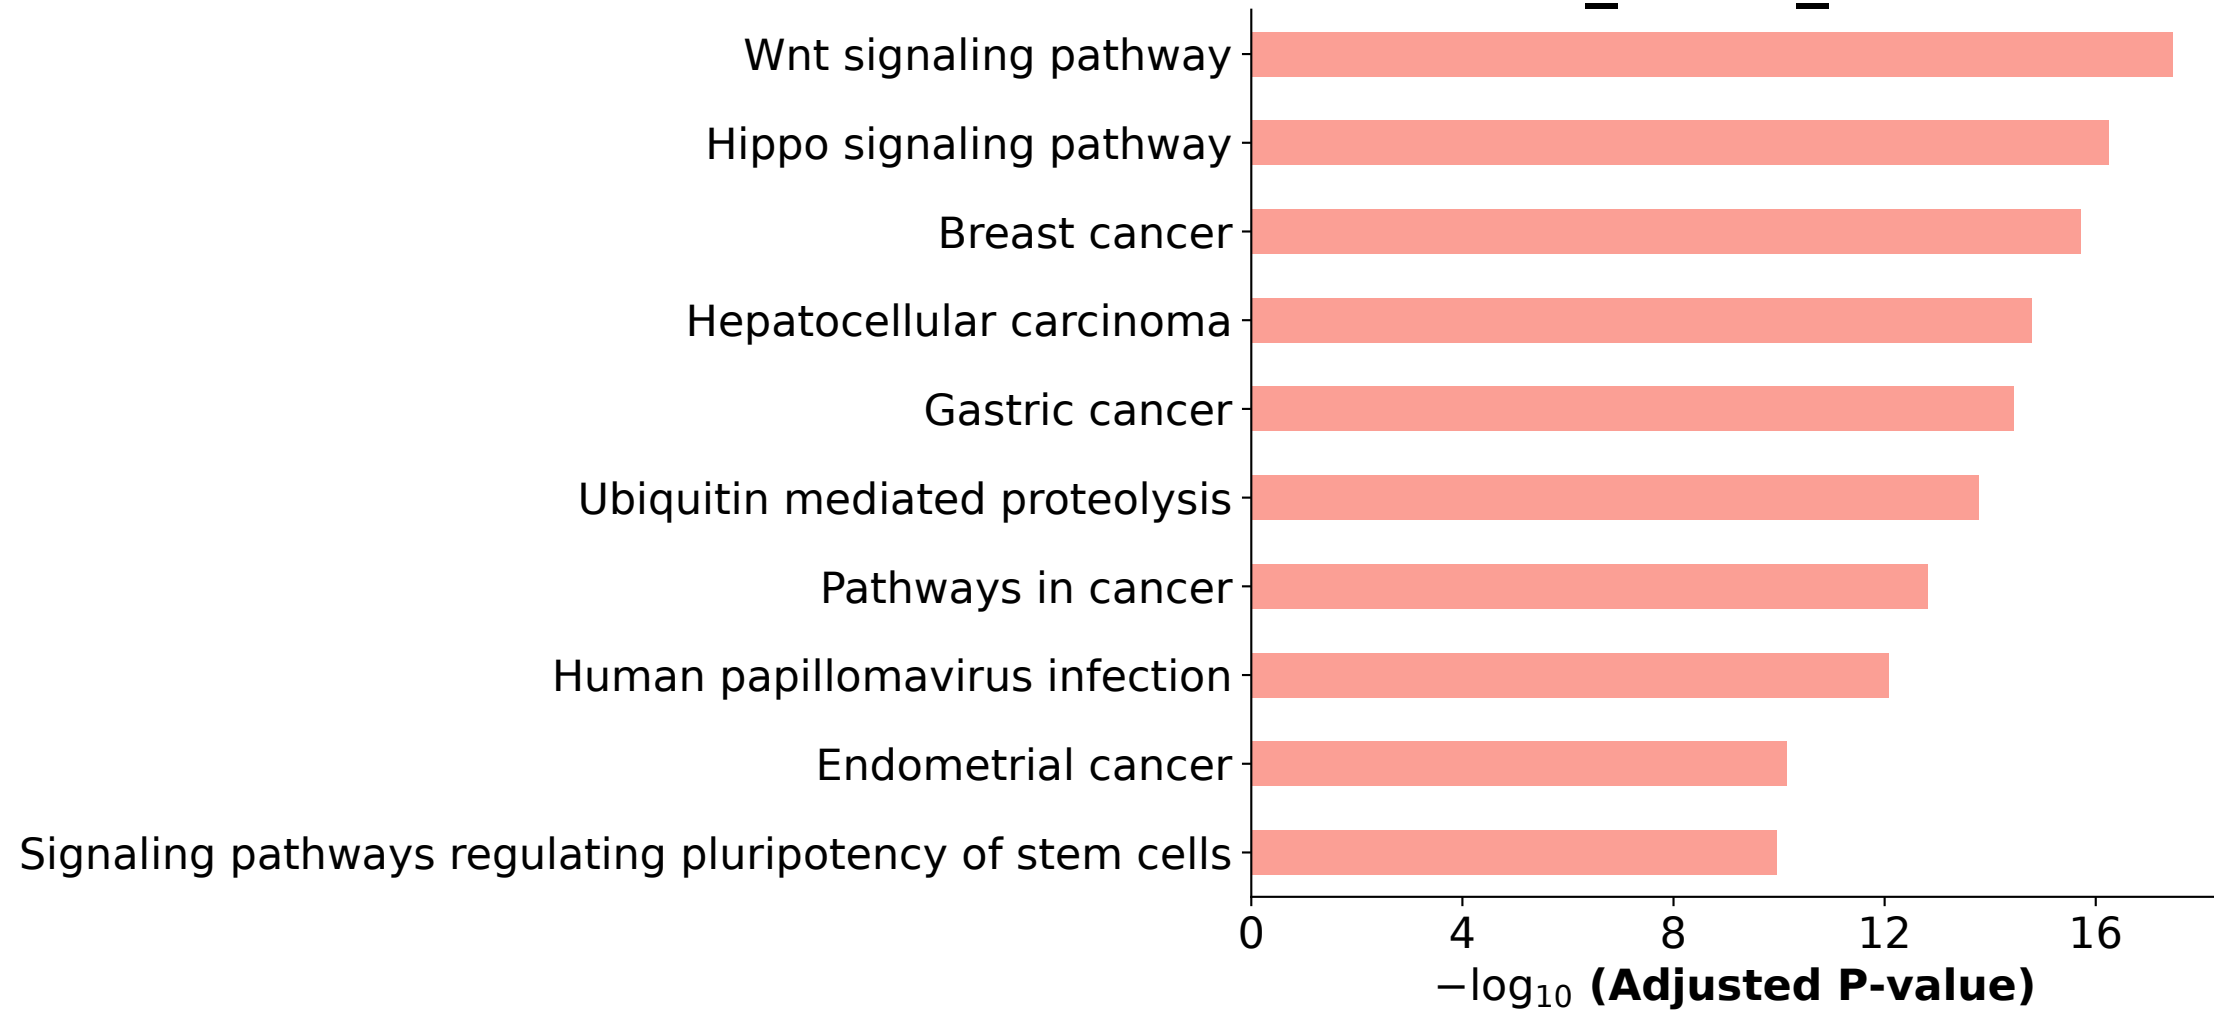 Wnt signaling pathway
Hippo signaling pathway
Breast cancer
Hepatocellular carcinoma
Gastric cancer
Ubiquitin mediated proteolysis
Pathways in cancer
Human papillomavirus infection
Endometrial cancer
Signaling pathways regulating pluripotency of stem cells
0 4 8 12 16
−log₁₀ (Adjusted P-value)